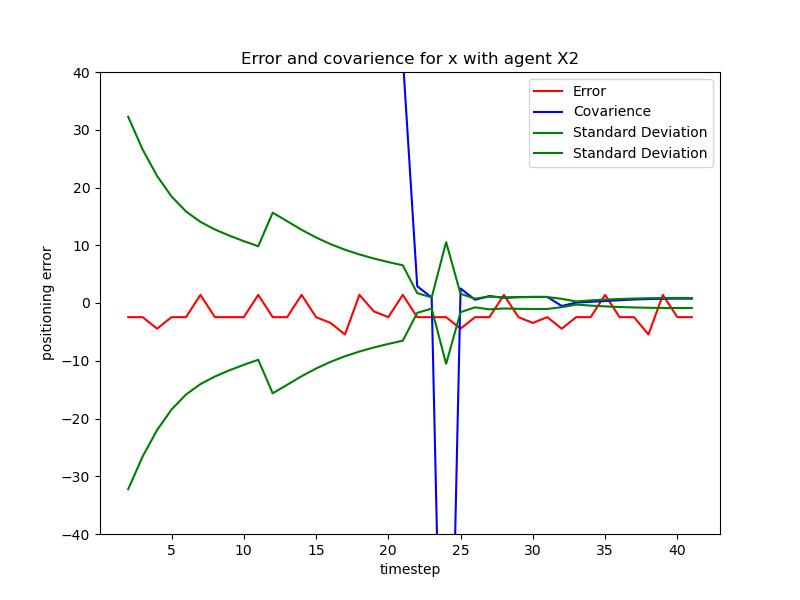 Error and covarience for x with agent X2
Error
Covarience
Standard Deviation
Standard Deviation
positioning error
40
30
20
10
0
−10
−20
−30
−40
5 10 15 20 25 30 35 40
timestep